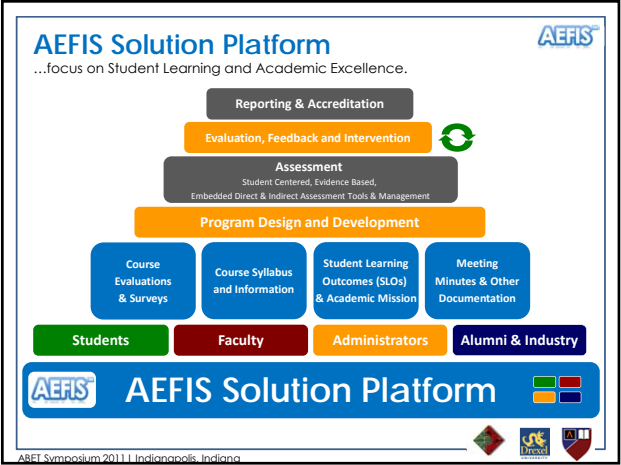 AEFIS Solution Platform
AEFIS
…focus on Student Learning and Academic Excellence.
Reporting & Accreditation
Evaluation, Feedback and Intervention
Assessment
Student Centered, Evidence Based,
Embedded Direct & Indirect Assessment Tools & Management
Program Design and Development
Course
Evaluations
& Surveys
Course Syllabus
and Information
Student Learning
Outcomes (SLOs)
& Academic Mission
Meeting
Minutes & Other
Documentation
Students
Faculty
Administrators
Alumni & Industry
AEFIS
AEFIS Solution Platform
Drexel
UNIVERSITY
ABET Symposium 2011| Indianapolis, Indiana